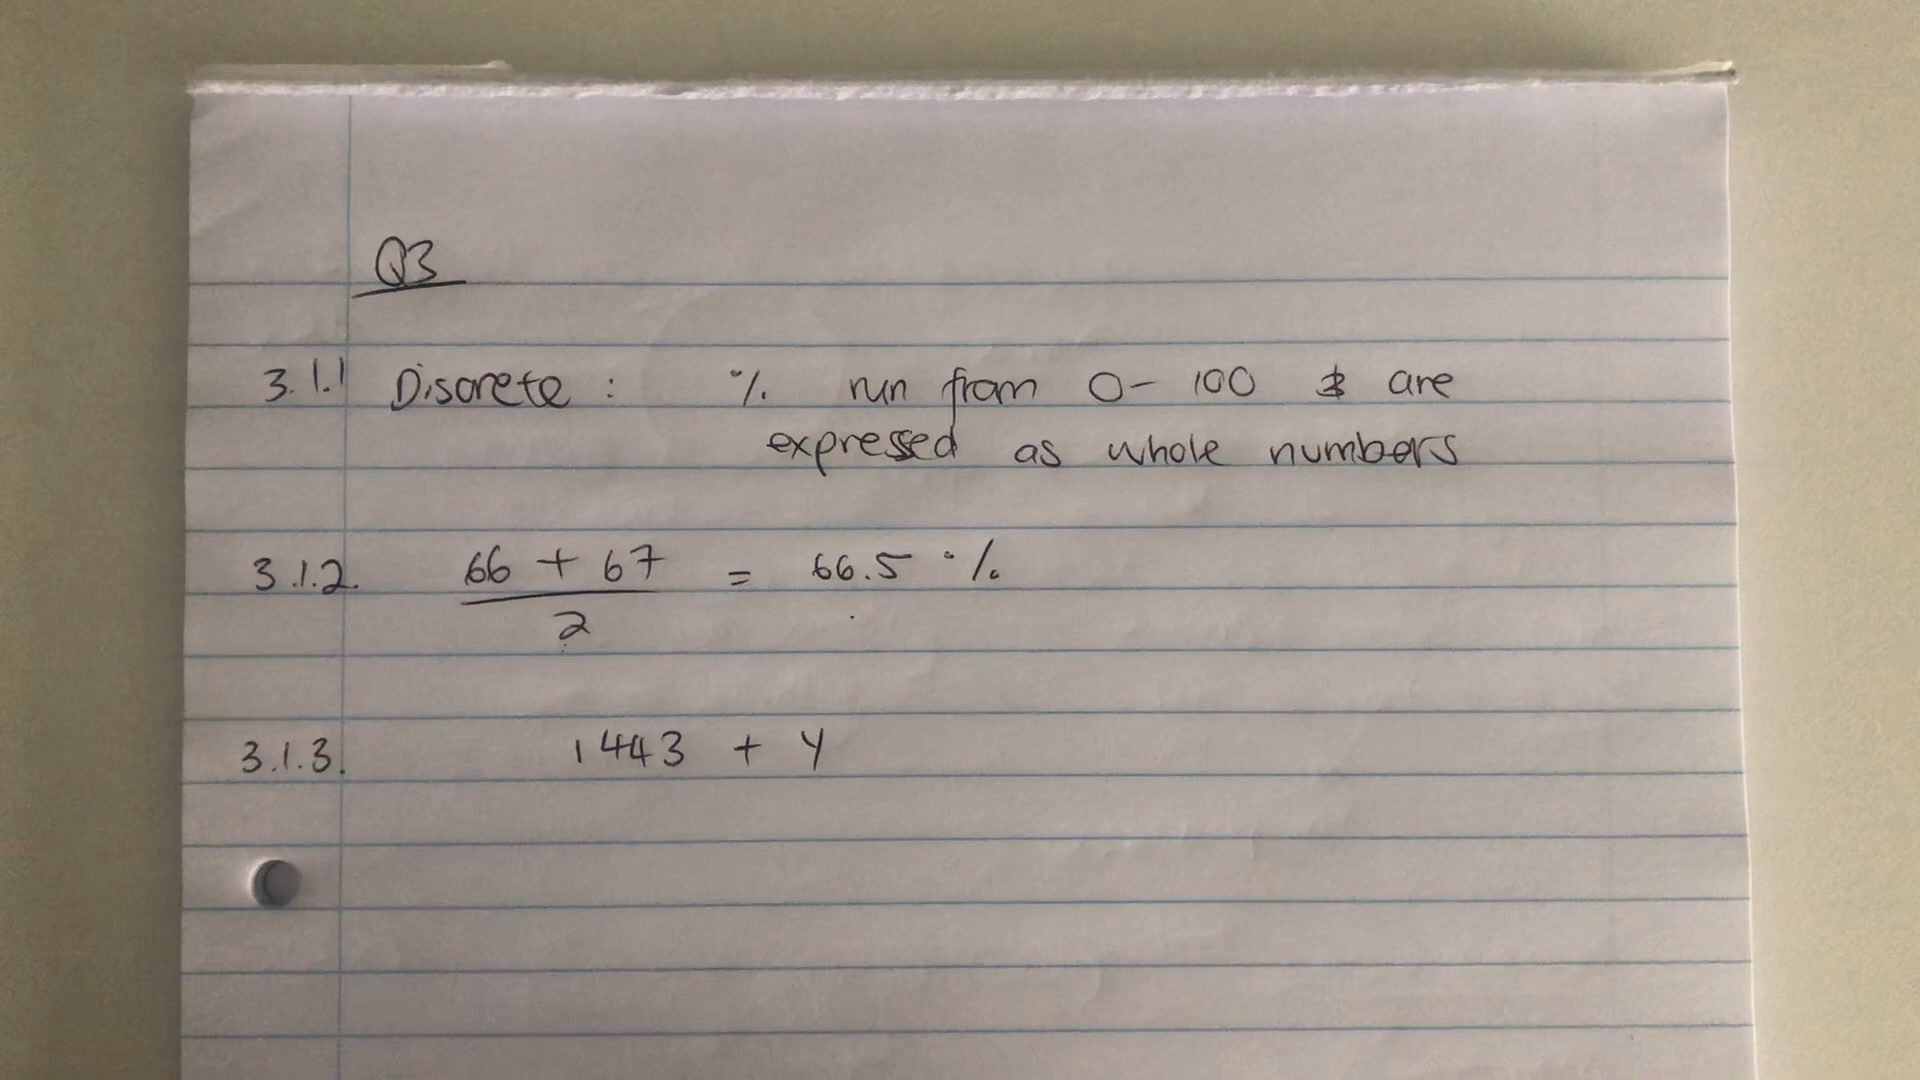 Q3
3.1.1 Discrete : % run from 0 - 100 & are
expressed as whole numbers
3.1.2. 66 + 67 = 66.5 %
2
3.1.3. 1443 + y